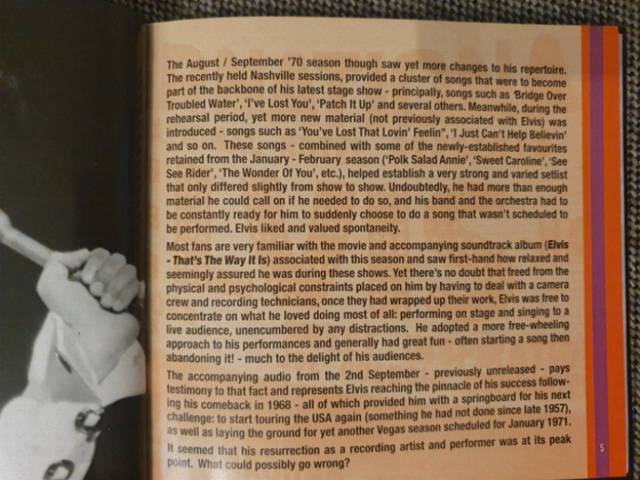 The August / September '70 season though saw yet more changes to his repertoire.
The recently held Nashville sessions, provided a cluster of songs that were to become
part of the backbone of his latest stage show - principally, songs such as 'Bridge Over
Troubled Water', 'I've Lost You', 'Patch It Up' and several others. Meanwhile, during the
rehearsal period, yet more new material (not previously associated with Elvis) was
introduced - songs such as 'You've Lost That Lovin' Feelin", 'I Just Can't Help Believin'
and so on. These songs - combined with some of the newly-established favourites
retained from the January - February season ('Polk Salad Annie', 'Sweet Caroline', 'See
See Rider', 'The Wonder Of You', etc.), helped establish a very strong and varied setlist
that only differed slightly from show to show. Undoubtedly, he had more than enough
material he could call on if he needed to do so, and his band and the orchestra had to
be constantly ready for him to suddenly choose to do a song that wasn't scheduled to
be performed. Elvis liked and valued spontaneity.
Most fans are very familiar with the movie and accompanying soundtrack album (Elvis
- That's The Way It Is) associated with this season and saw first-hand how relaxed and
seemingly assured he was during these shows. Yet there's no doubt that freed from the
physical and psychological constraints placed on him by having to deal with a camera
crew and recording technicians, once they had wrapped up their work, Elvis was free to
concentrate on what he loved doing most of all: performing on stage and singing to a
live audience, unencumbered by any distractions. He adopted a more free-wheeling
approach to his performances and generally had great fun - often starting a song then
abandoning it! - much to the delight of his audiences.
The accompanying audio from the 2nd September - previously unreleased - pays
testimony to that fact and represents Elvis reaching the pinnacle of his success follow-
ing his comeback in 1968 - all of which provided him with a springboard for his next
challenge: to start touring the USA again (something he had not done since late 1957),
as well as laying the ground for yet another Vegas season scheduled for January 1971.
It seemed that his resurrection as a recording artist and performer was at its peak
point. What could possibly go wrong?
5